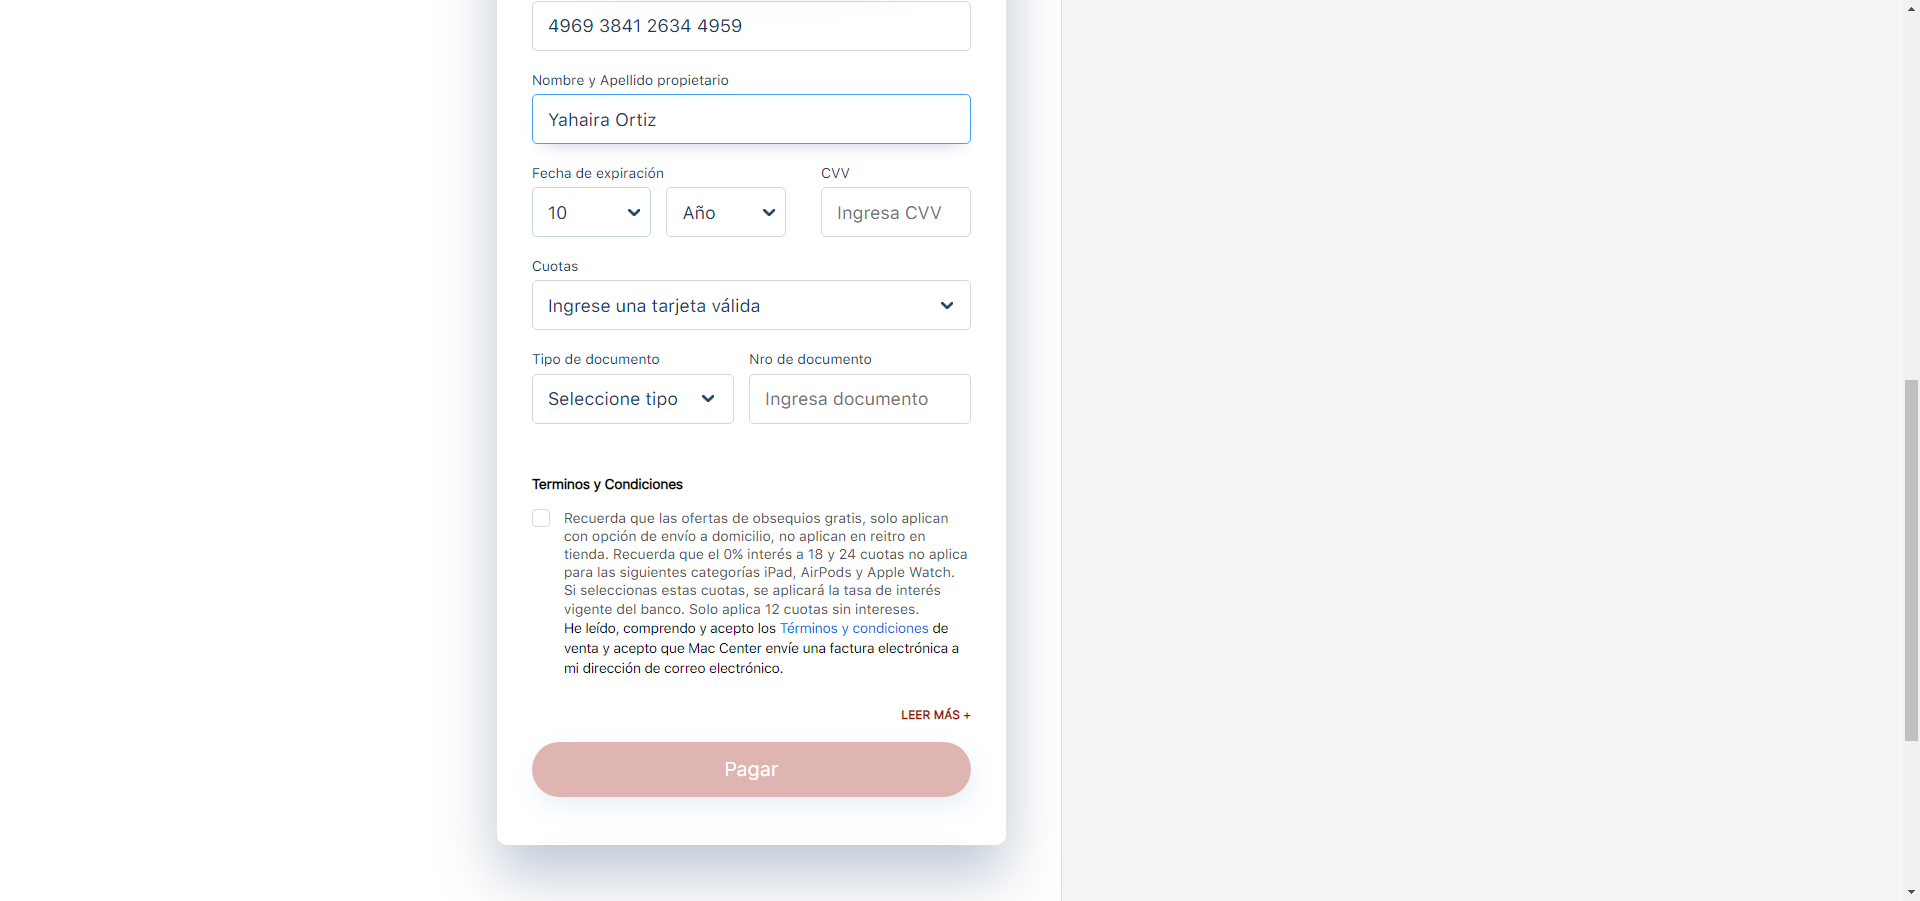 4969 3841 2634 4959
Nombre y Apellido propietario
Yahaira Ortiz
Fecha de expiración
CVV
10
Año
Ingresa CVV
Cuotas
Ingrese una tarjeta válida
Tipo de documento
Nro de documento
Seleccione tipo
Ingresa documento
Terminos y Condiciones
Recuerda que las ofertas de obsequios gratis, solo aplican
con opción de envío a domicilio, no aplican en reitro en
tienda. Recuerda que el 0% interés a 18 y 24 cuotas no aplica
para las siguientes categorías iPad, AirPods y Apple Watch.
Si seleccionas estas cuotas, se aplicará la tasa de interés
vigente del banco. Solo aplica 12 cuotas sin intereses.
He leído, comprendo y acepto los Términos y condiciones de
venta y acepto que Mac Center envíe una factura electrónica a
mi dirección de correo electrónico.
LEER MÁS +
Pagar